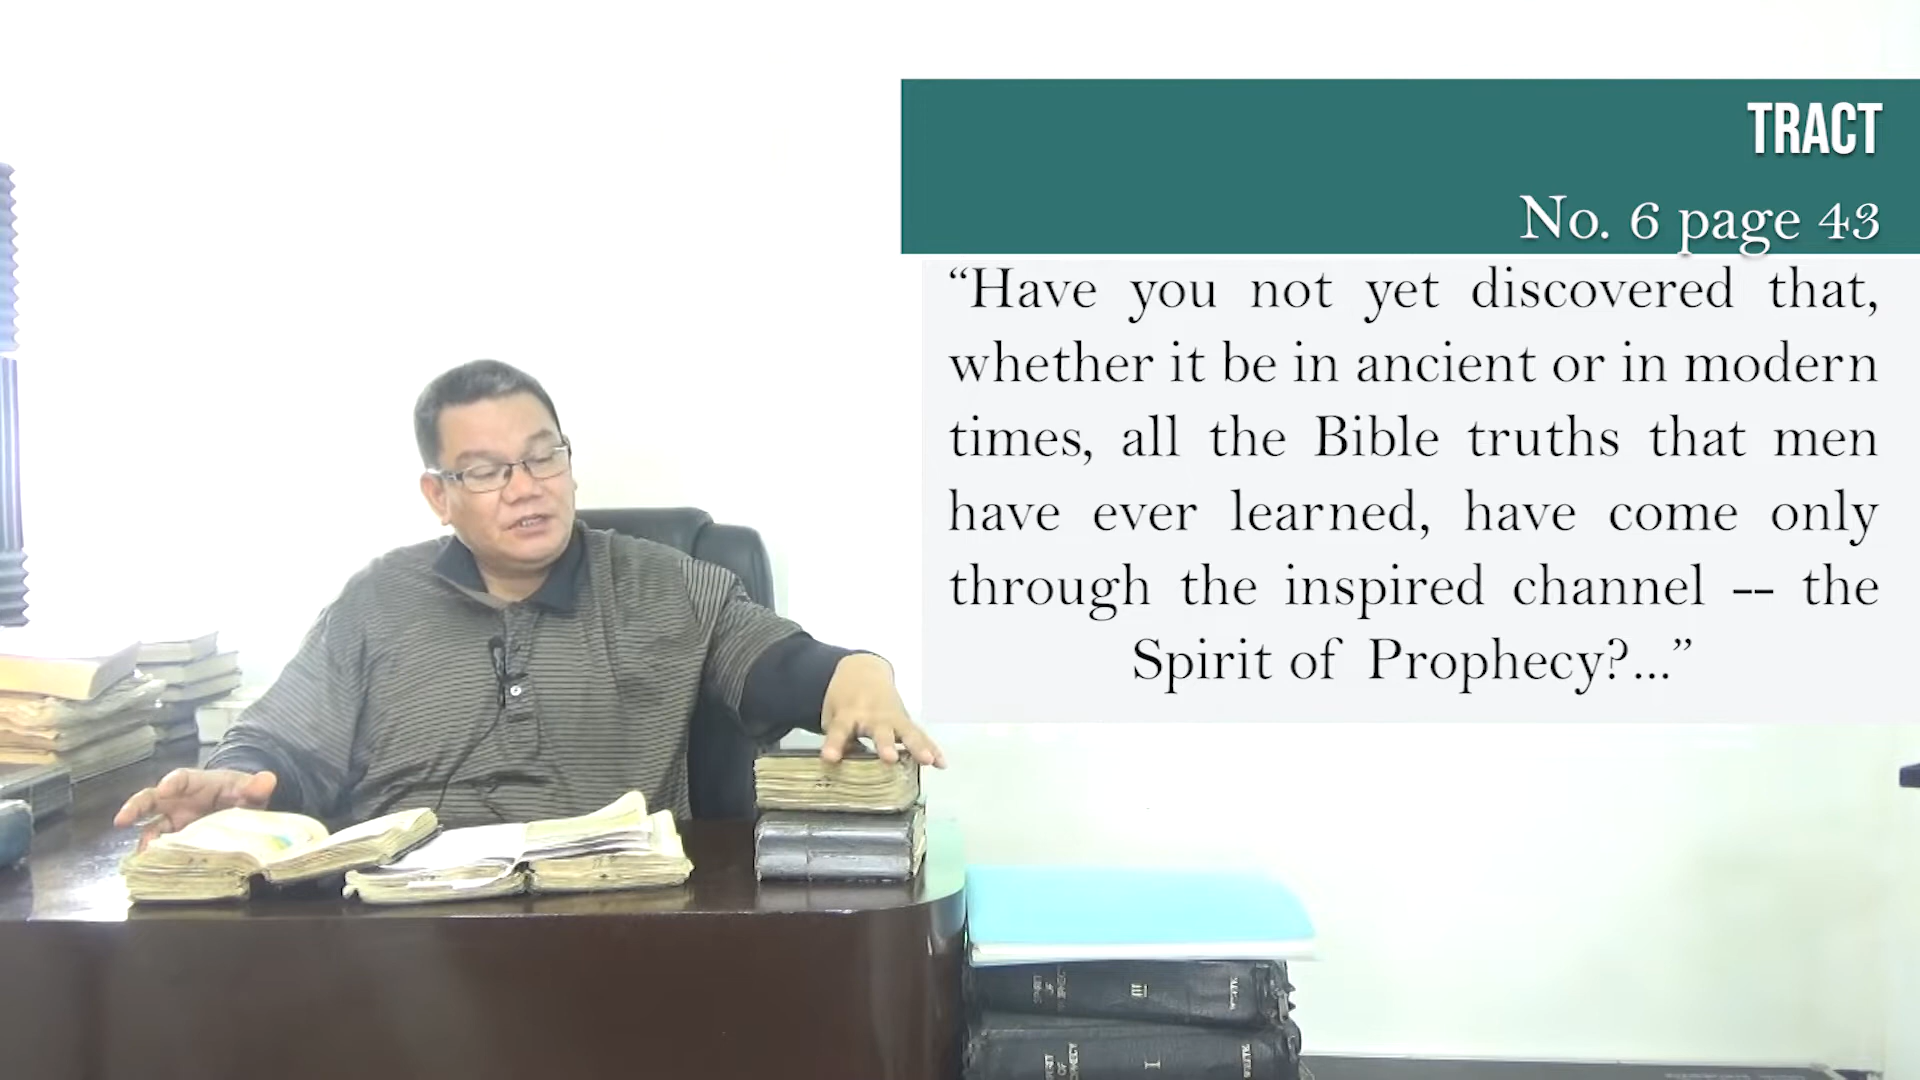 TRACT
No. 6 page 43
“Have you not yet discovered that,
whether it be in ancient or in modern
times, all the Bible truths that men
have ever learned, have come only
through the inspired channel -- the
Spirit of Prophecy?...”
III
OF
I